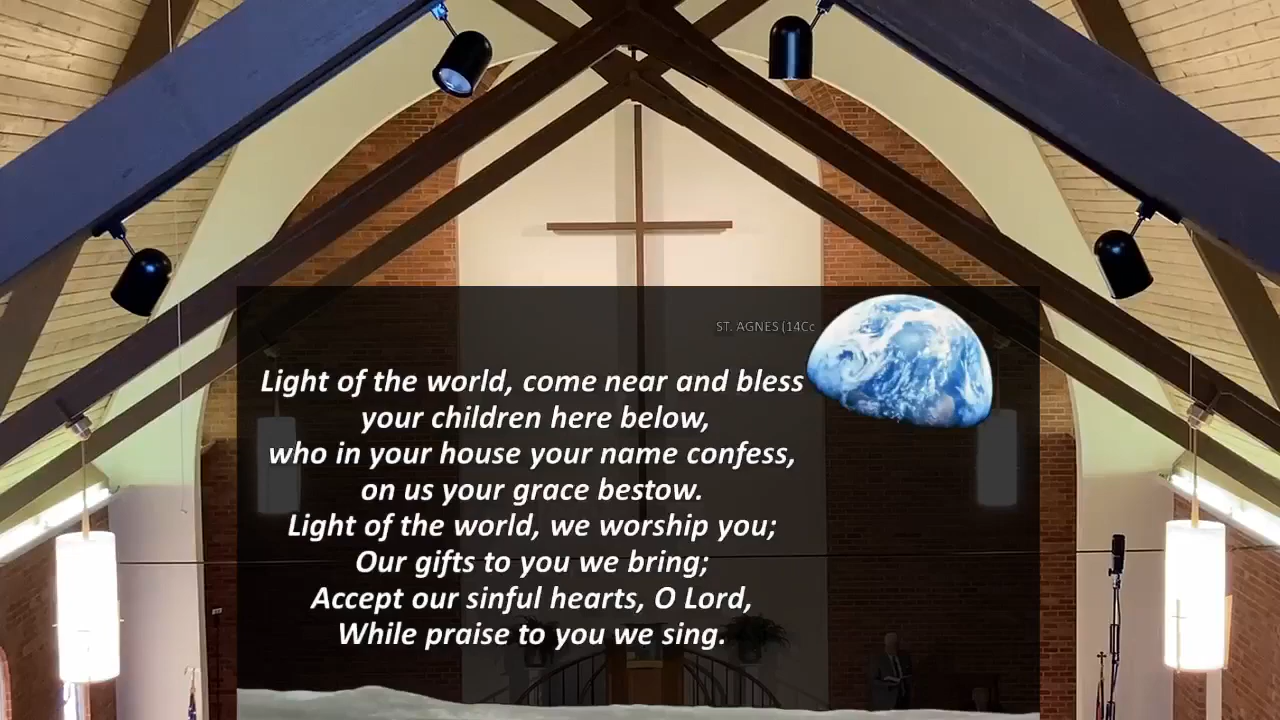 ST. AGNES (14Cc
Light of the world, come near and bless
your children here below,
who in your house your name confess,
on us your grace bestow.
Light of the world, we worship you;
Our gifts to you we bring;
Accept our sinful hearts, O Lord,
While praise to you we sing.